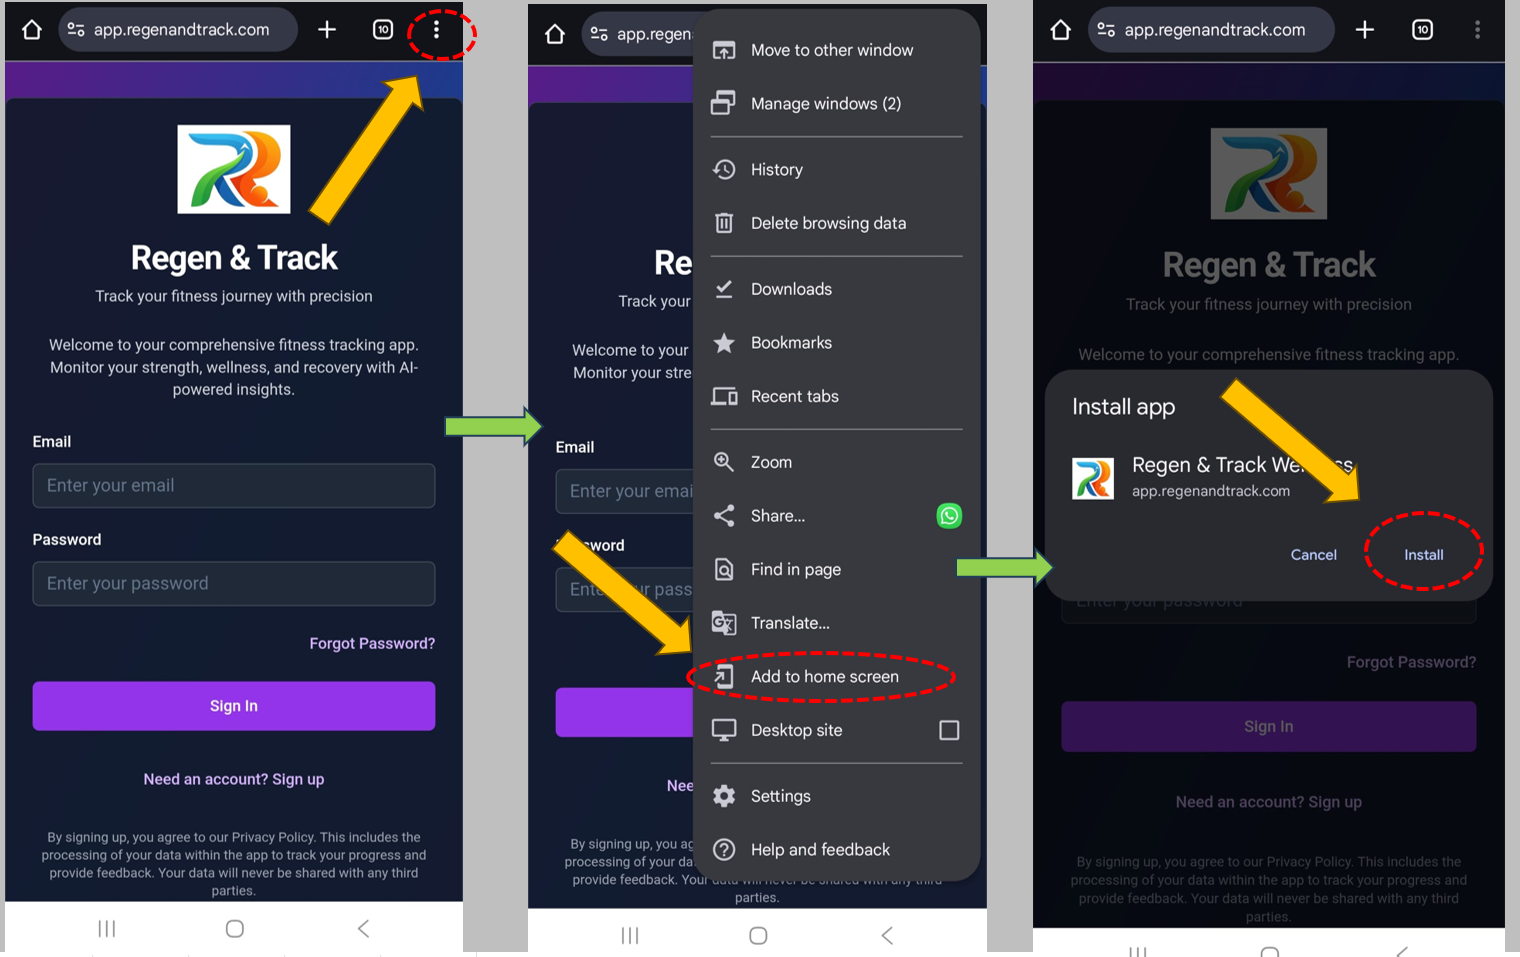 app.regenandtrack.com
10
Regen & Track
Track your fitness journey with precision
Welcome to your comprehensive fitness tracking app.
Monitor your strength, wellness, and recovery with AI-
powered insights.
Email
Enter your email
Password
Enter your password
Forgot Password?
Sign In
Need an account? Sign up
By signing up, you agree to our Privacy Policy. This includes the
processing of your data within the app to track your progress and
provide feedback. Your data will never be shared with any third
parties.
app.regen
Re
Track your
Welcome to your
Monitor your stre
Email
Enter your emai
sword
Ente r pass
Nee
By signing up, you ag
processing of your da
provide feedback. Your data will never be shared with any third
parties.
Move to other window
Manage windows (2)
History
Delete browsing data
Downloads
Bookmarks
Recent tabs
Zoom
Share...
Find in page
Translate...
Add to home screen
Desktop site
Settings
Help and feedback
app.regenandtrack.com
10
Regen & Track
Track your fitness journey with precision
Welcome to your comprehensive fitness tracking app.
Install app
Regen & Track We s
app.regenandtrack.com
Cancel
Install
Enter your password
Forgot Password?
Sign In
Need an account? Sign up
By signing up, you agree to our Privacy Policy. This includes the
processing of your data within the app to track your progress and
provide feedback. Your data will never be shared with any third
parties.